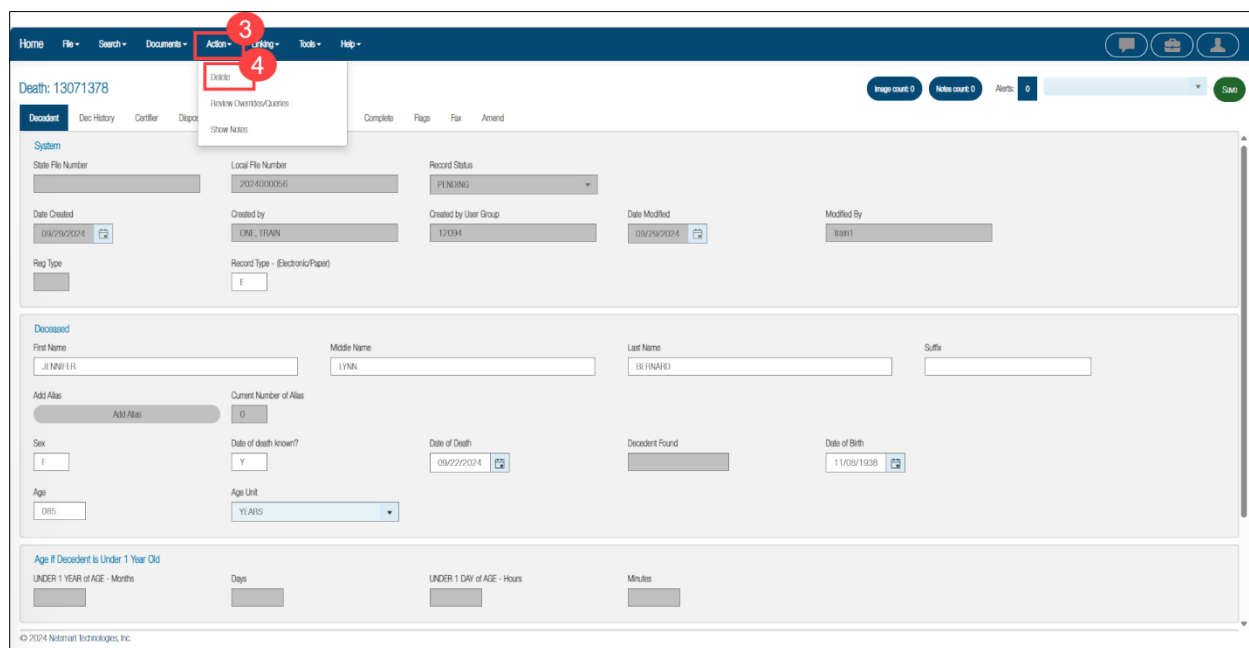 3
Home File Search Documents Action Linking Tools Help
4
Delete
Death: 13071378 Image count: 0 Notes count: 0 Alerts: 0 Save
Review Overrides/Queries
Decedent Dec History Certifier Complete Flags Fax Amend
Show Notes
System
State File Number Local File Number Record Status
2024000056 PENDING
Date Created Created by Created by User Group Date Modified Modified By
09/29/2024 ONE, TRAIN 12094 09/29/2024 train1
Reg Type Record Type - (Electronic/Paper)
E
Deceased
First Name Middle Name Last Name Suffix
JENNIFER LYNN BERNARD
Add Alias Current Number of Alias
Add Alias 0
Sex Date of death known? Date of Death Decedent Found Date of Birth
F Y 09/22/2024 11/08/1938
Age Age Unit
085 YEARS
Age if Decedent is Under 1 Year Old
UNDER 1 YEAR of AGE - Months Days UNDER 1 DAY of AGE - Hours Minutes
© 2024 Netsmart Technologies, Inc.